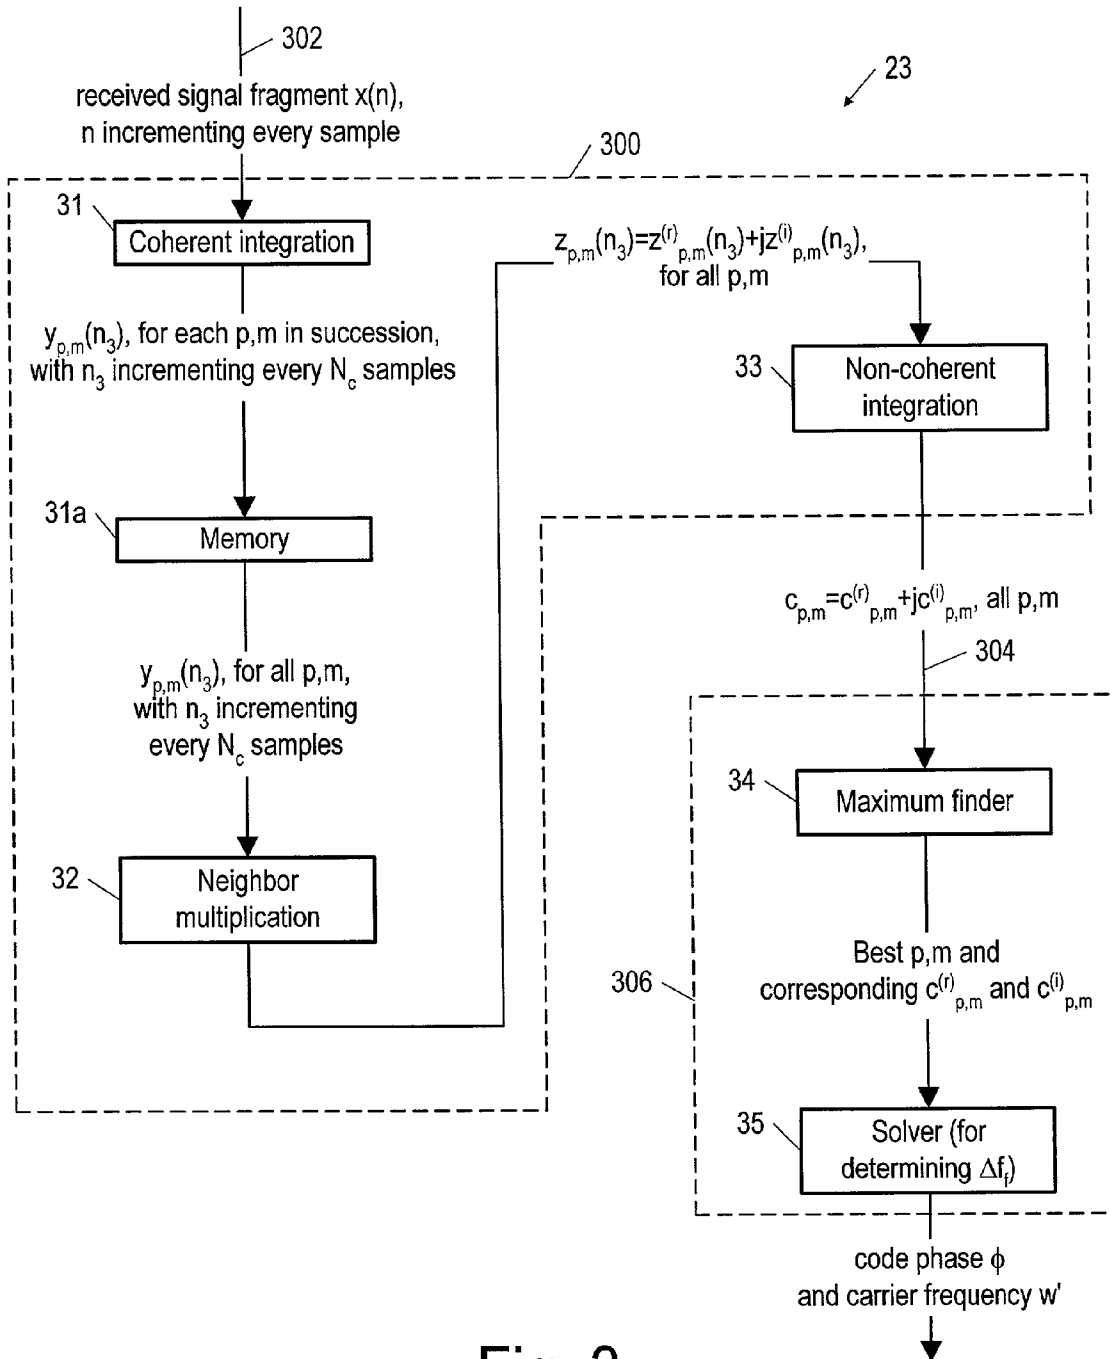 302
received signal fragment x(n),
n incrementing every sample
23
300
31
Coherent integration
y_{p,m}(n_3), for each p,m in succession,
with n_3 incrementing every N_c samples
31a
Memory
y_{p,m}(n_3), for all p,m,
with n_3 incrementing
every N_c samples
32
Neighbor
multiplication
z_{p,m}(n_3)=z^{(r)}_{p,m}(n_3)+jz^{(i)}_{p,m}(n_3),
for all p,m
33
Non-coherent
integration
c_{p,m}=c^{(r)}_{p,m}+jc^{(i)}_{p,m}, all p,m
304
34
Maximum finder
306
Best p,m and
corresponding c^{(r)}_{p,m} and c^{(i)}_{p,m}
35
Solver (for
determining Δf_f)
code phase ϕ
and carrier frequency w'
Fig.